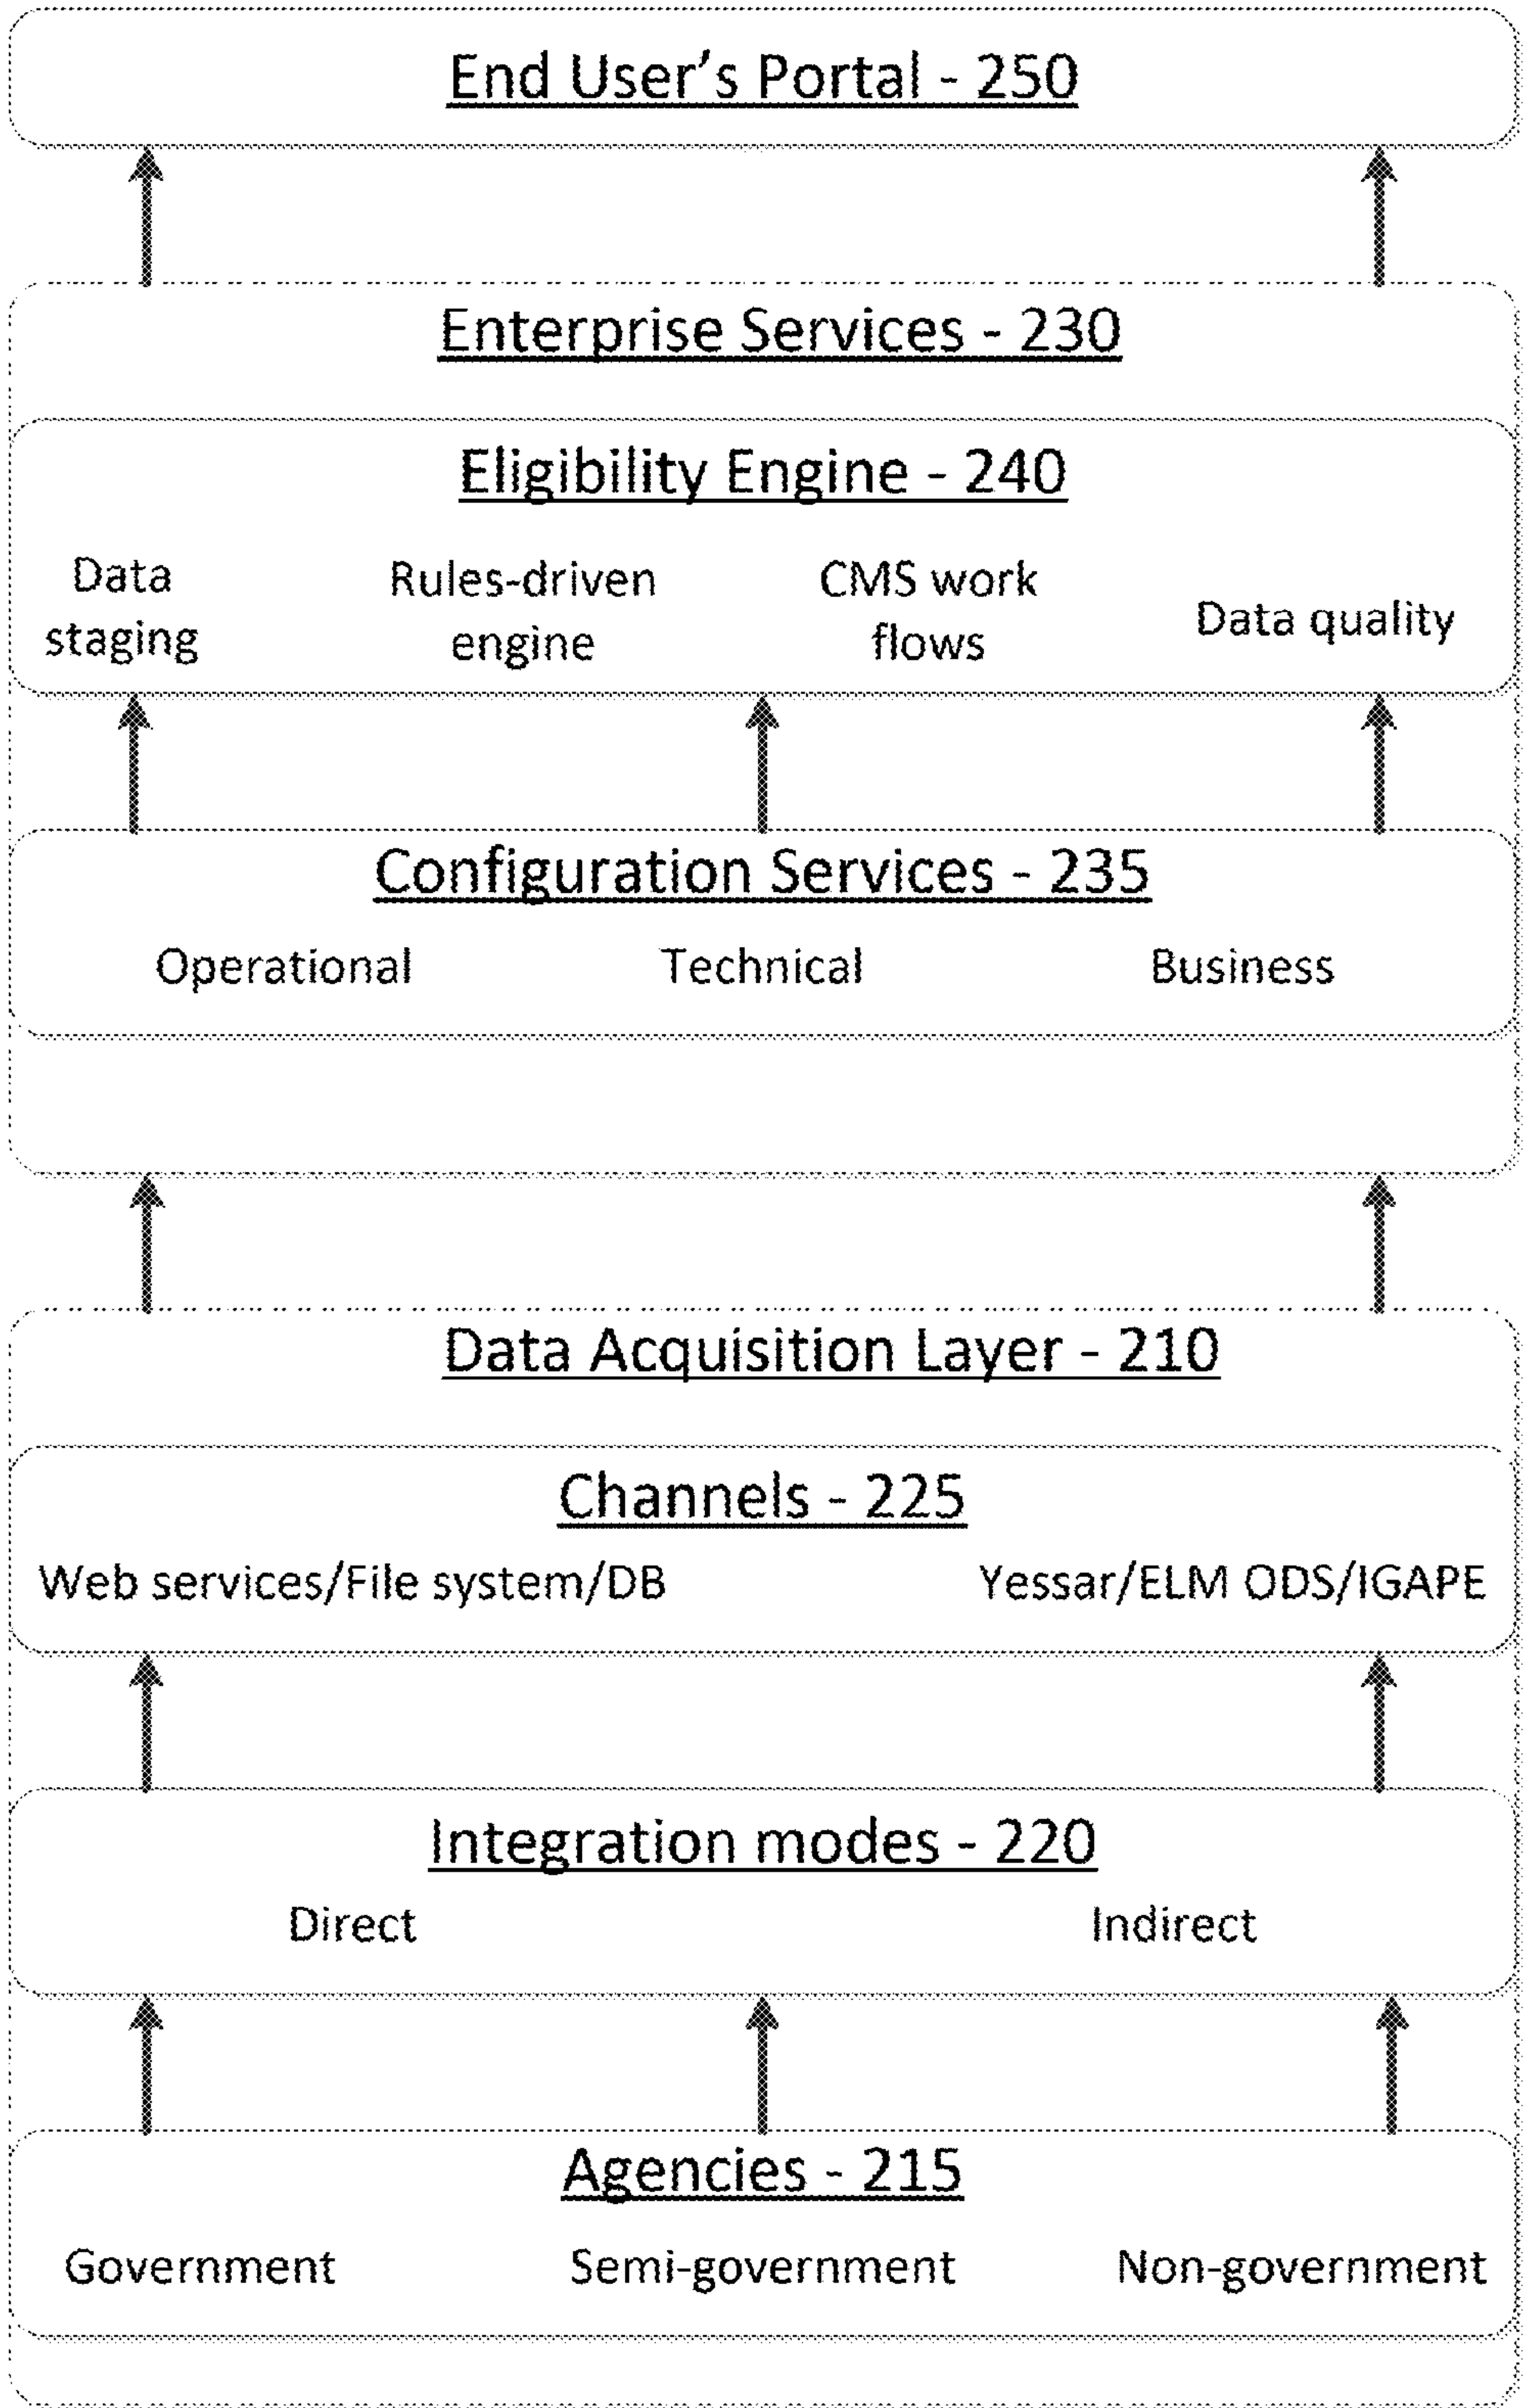 End User's Portal - 250
Enterprise Services - 230
Eligibility Engine - 240
Data staging
Rules-driven engine
CMS work flows
Data quality
Configuration Services - 235
Operational Technical Business
Data Acquisition Layer - 210
Channels - 225
Web services/File system/DB Yessar/ELM ODS/IGAPE
Integration modes - 220
Direct Indirect
Agencies - 215
Government Semi-government Non-government